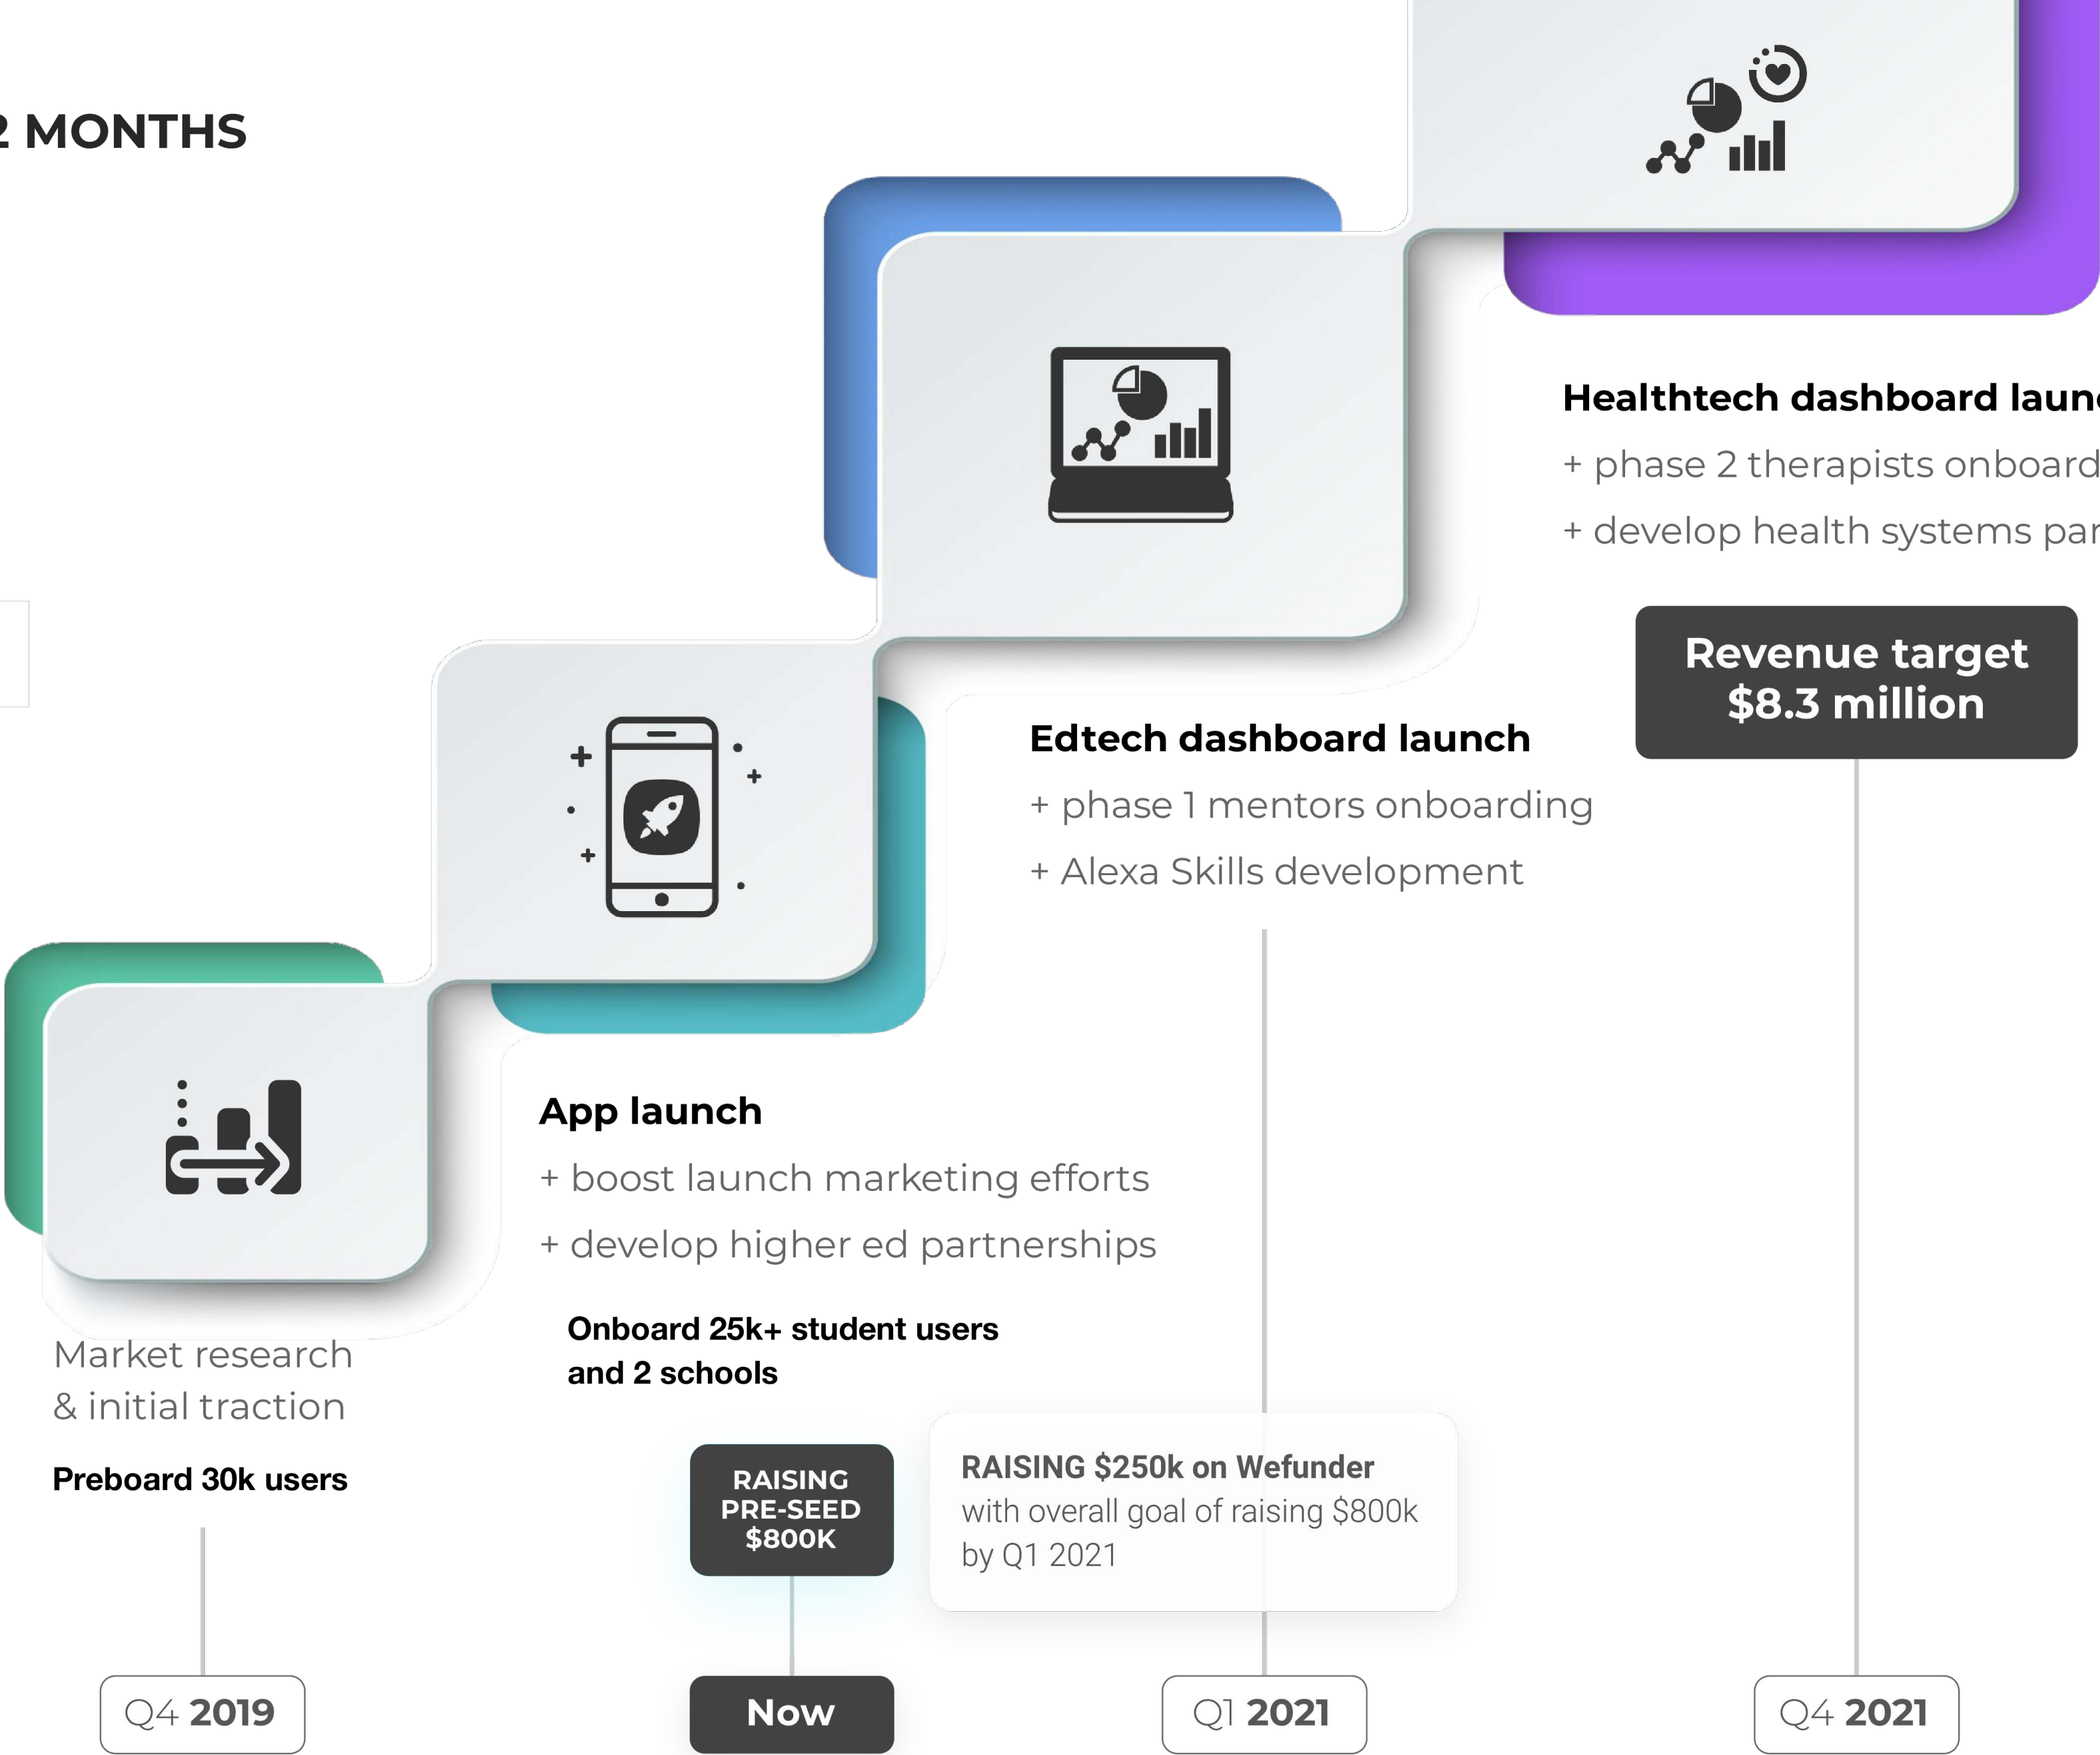 2 MONTHS
Healthtech dashboard
+ phase 2 therapists
+ develop health systems
Revenue target
$8.3 million
Edtech dashboard launch
+ phase 1 mentors onboarding
+ Alexa Skills development
App launch
+ boost launch marketing efforts
+ develop higher ed partnerships
Onboard 25k+ student users
and 2 schools
Market research
& initial traction
Preboard 30k users
RAISING
PRE-SEED
$800K
RAISING $250k on Wefunder
with overall goal of raising $800k
by Q1 2021
Q4 2019
Now
Q1 2021
Q4 2021